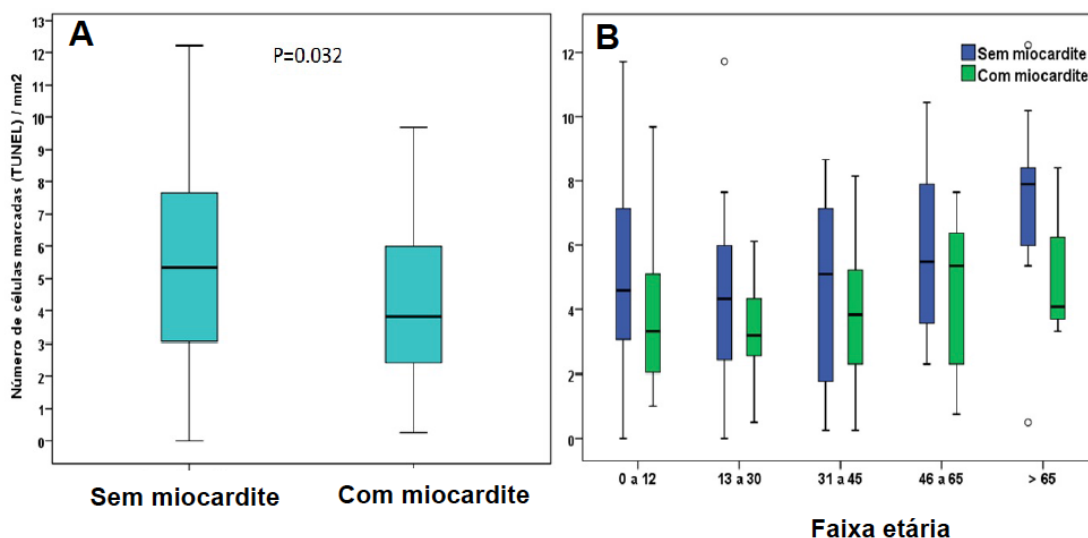 A
P=0.032
Número de células marcadas (TUNEL) / mm2
13
12
11
10
9
8
7
6
5
4
3
2
1
0
Sem miocardite
Com miocardite
B
Sem miocardite
Com miocardite
12
10
8
6
4
2
0
0 a 12
13 a 30
31 a 45
46 a 65
> 65
Faixa etária